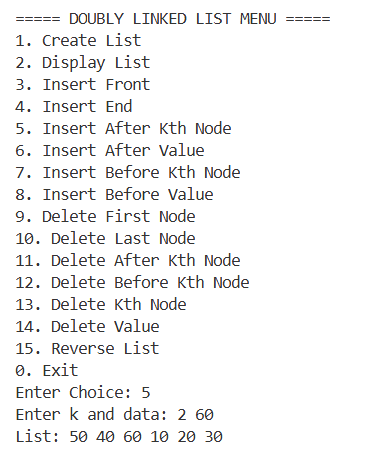 ===== DOUBLY LINKED LIST MENU =====
1. Create List
2. Display List
3. Insert Front
4. Insert End
5. Insert After Kth Node
6. Insert After Value
7. Insert Before Kth Node
8. Insert Before Value
9. Delete First Node
10. Delete Last Node
11. Delete After Kth Node
12. Delete Before Kth Node
13. Delete Kth Node
14. Delete Value
15. Reverse List
0. Exit
Enter Choice: 5
Enter k and data: 2 60
List: 50 40 60 10 20 30